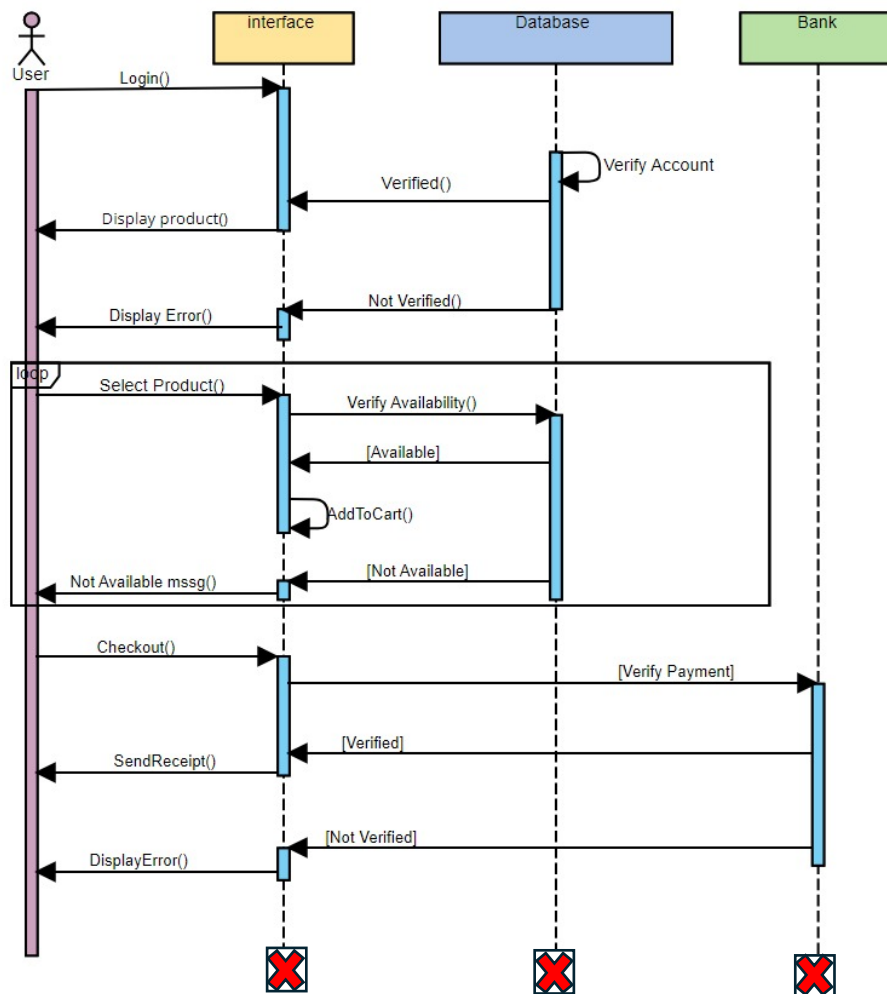 interface
Database
Bank
User
Login()
Verify Account
Verified()
Display product()
Not Verified()
Display Error()
loop
Select Product()
Verify Availability()
[Available]
AddToCart()
[Not Available]
Not Available mssg()
Checkout()
[Verify Payment]
[Verified]
SendReceipt()
[Not Verified]
DisplayError()